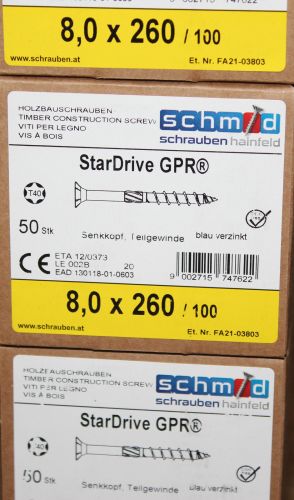 8,0 x 260 / 100
www.schrauben.at
Et. Nr. FA21-03803
HOLZBAUSCHRAUBEN
TIMBER CONSTRUCTION SCREW
VITI PER LEGNO
VIS À BOIS
schmid
schrauben hainfeld
StarDrive GPR®
T40
50 Stk
Senkkopf, Teilgewinde
blau verzinkt
CE
ETA 12/0373
LE 002B
20
EAD 130118-01-0603
9 002715 747622
8,0 x 260 / 100
www.schrauben.at
Et. Nr. FA21-03803
HOLZBAUSCHRAUBEN
TIMBER CONSTRUCTION SCREW
VITI PER LEGNO
VIS À BOIS
schmid
schrauben hainfeld
StarDrive GPR®
T40
50 Stk
Senkkopf, Teilgewinde
blau verzinkt